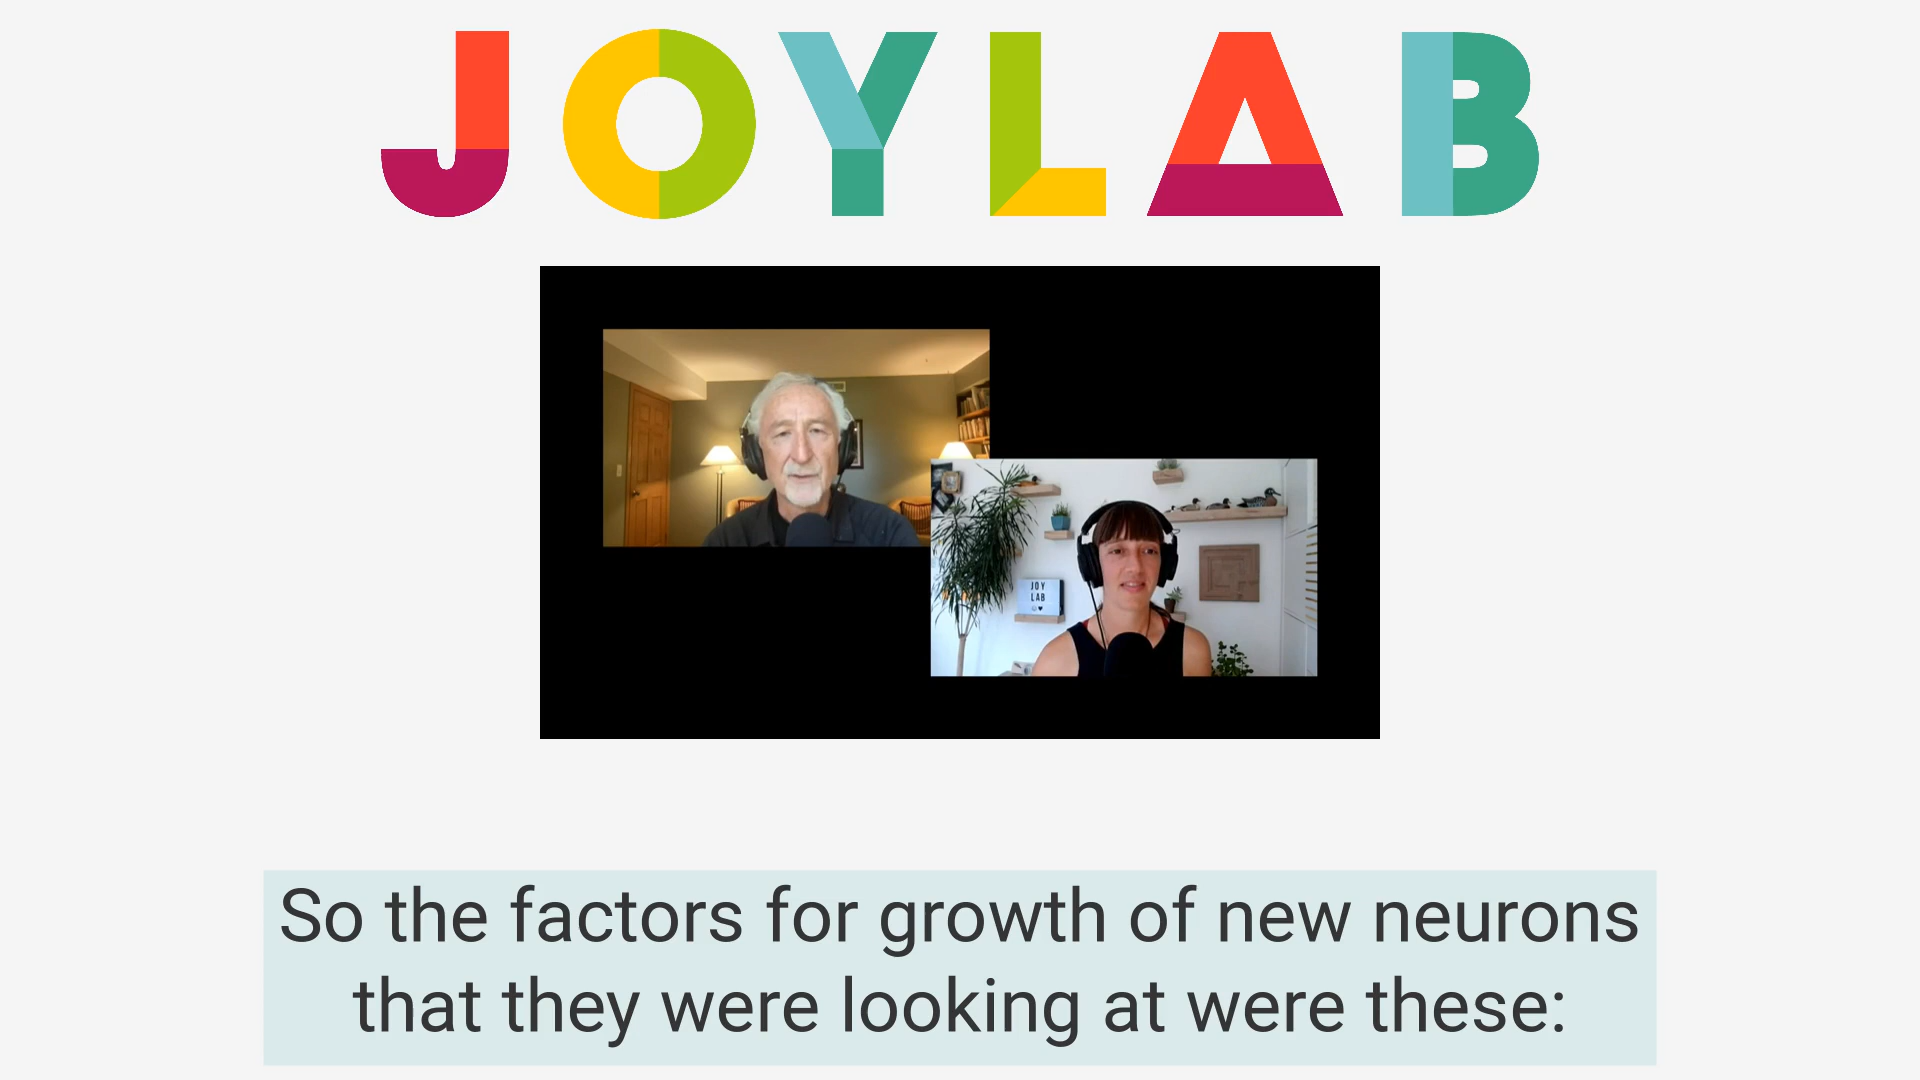 JOYLAB
JOY
LAB
So the factors for growth of new neurons
that they were looking at were these: